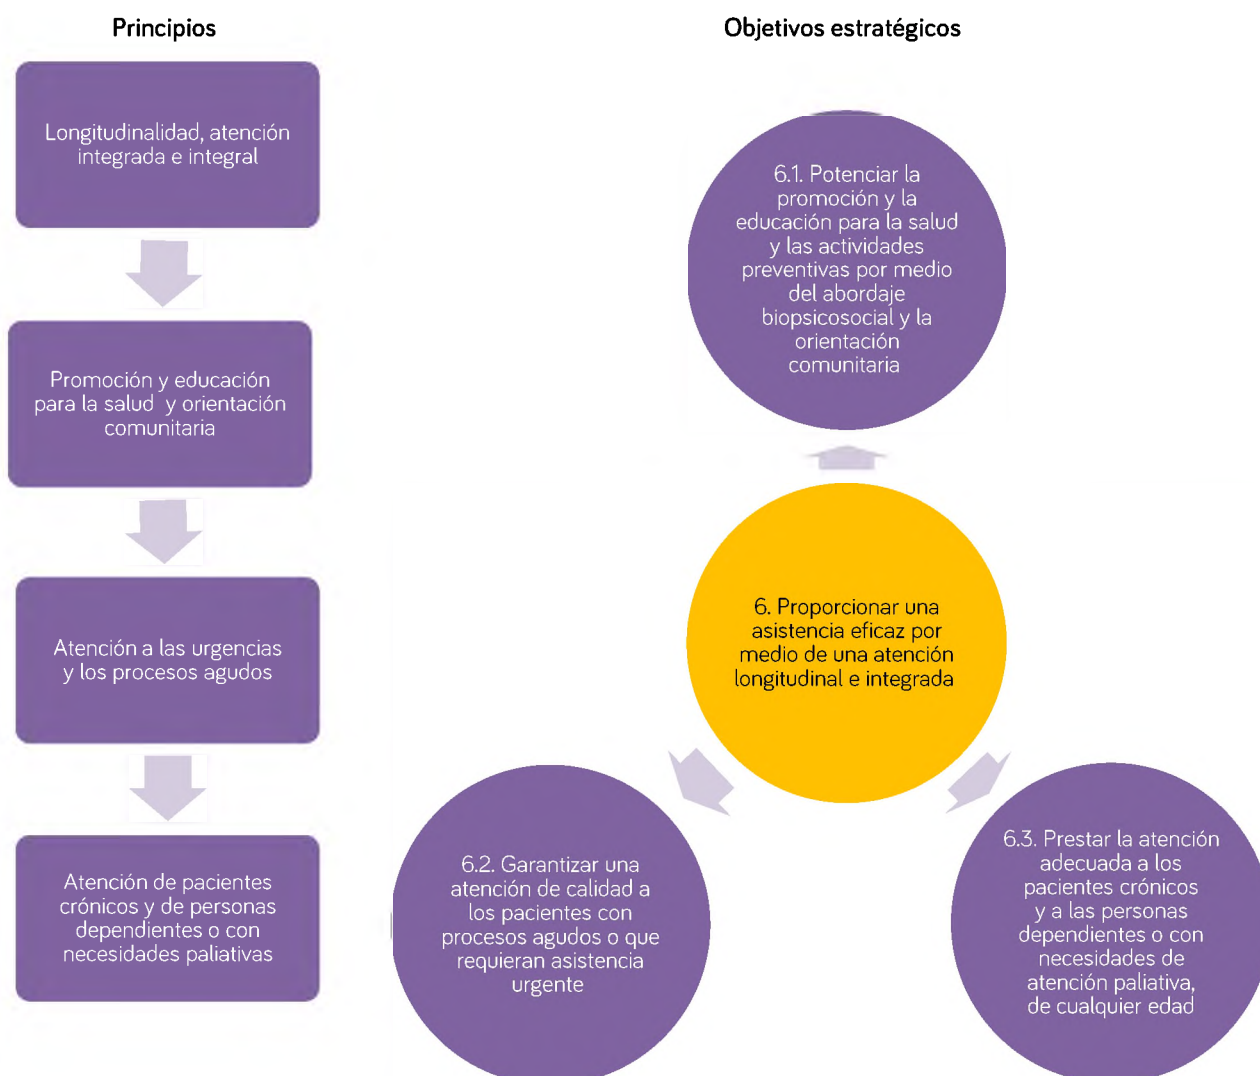 Principios
Longitudinalidad, atención
integrada e integral
Promoción y educación
para la salud y orientación
comunitaria
Atención a las urgencias
y los procesos agudos
Atención de pacientes
crónicos y de personas
dependientes o con
necesidades paliativas
Objetivos estratégicos
6.1. Potenciar la
promoción y la
educación para la salud
y las actividades
preventivas por medio
del abordaje
biopsicosocial y la
orientación
comunitaria
6. Proporcionar una
asistencia eficaz por
medio de una atención
longitudinal e integrada
6.2. Garantizar una
atención de calidad a
los pacientes con
procesos agudos o que
requieran asistencia
urgente
6.3. Prestar la atención
adecuada a los
pacientes crónicos
y a las personas
dependientes o con
necesidades de
atención paliativa,
de cualquier edad